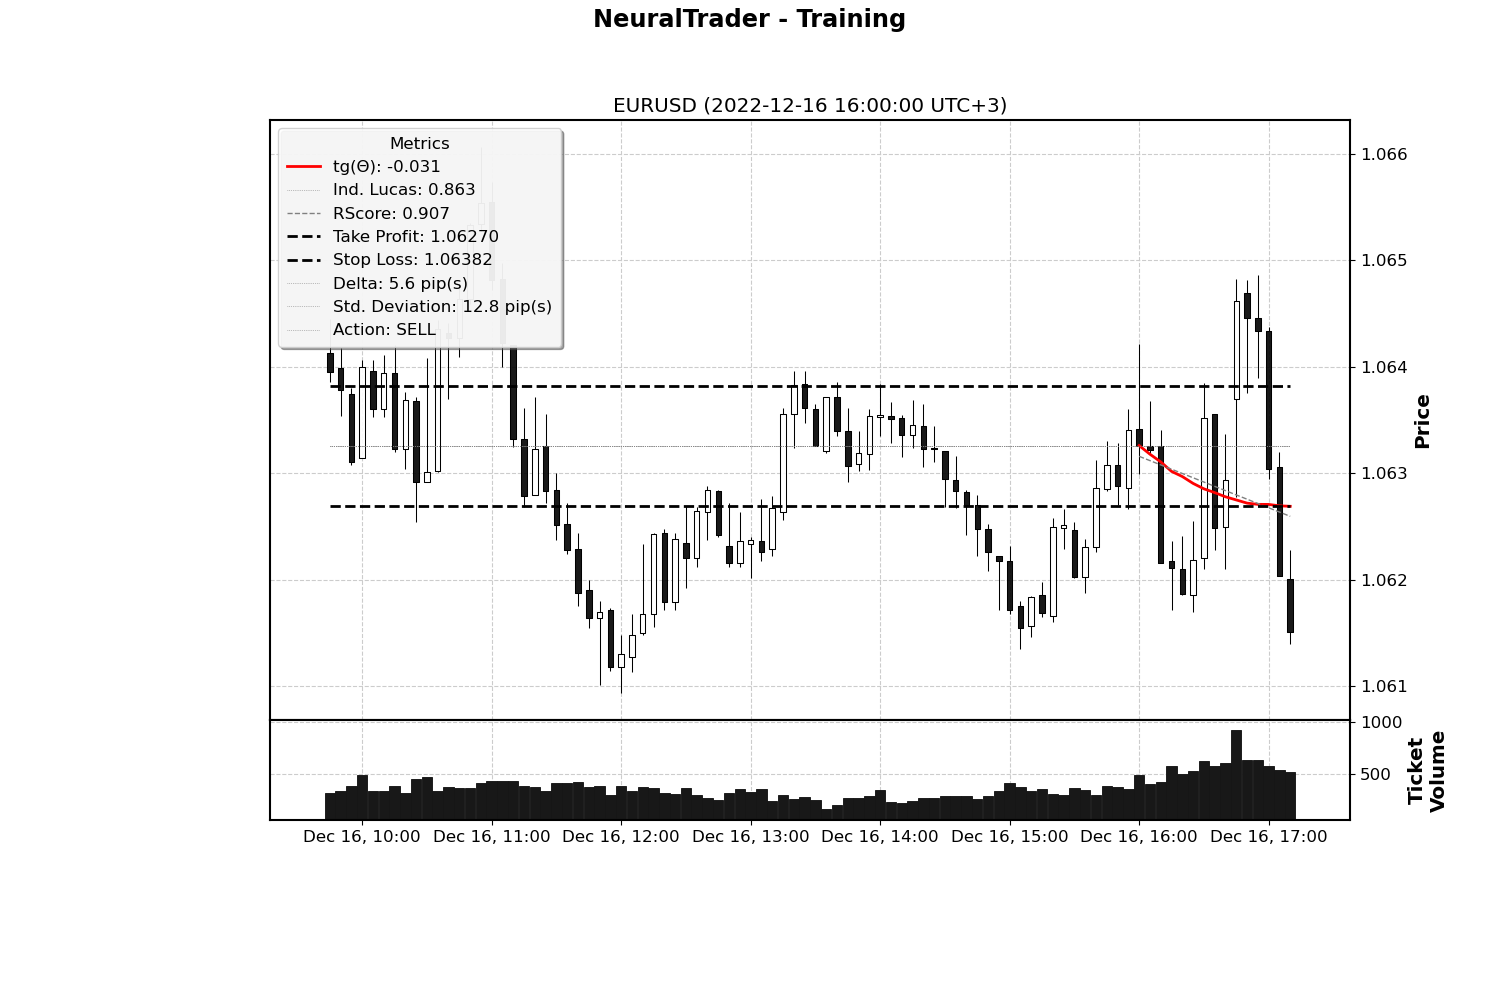 NeuralTrader - Training
EURUSD (2022-12-16 16:00:00 UTC+3)
Metrics
tg(Θ): -0.031
Ind. Lucas: 0.863
RScore: 0.907
Take Profit: 1.06270
Stop Loss: 1.06382
Delta: 5.6 pip(s)
Std. Deviation: 12.8 pip(s)
Action: SELL
1.066
1.065
1.064
1.063
1.062
1.061
Price
1000
500
Ticket
Volume
Dec 16, 10:00 Dec 16, 11:00 Dec 16, 12:00 Dec 16, 13:00 Dec 16, 14:00 Dec 16, 15:00 Dec 16, 16:00 Dec 16, 17:00